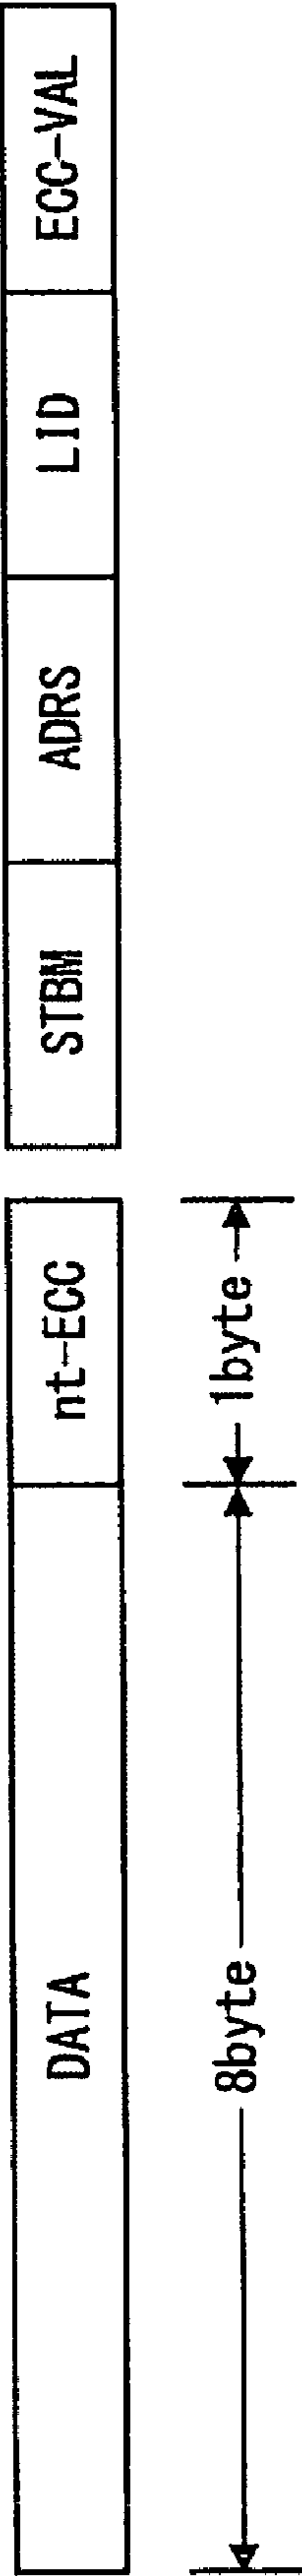 DATA
nt-ECC
STBM
ADRS
LID
ECC-VAL
8byte
1byte